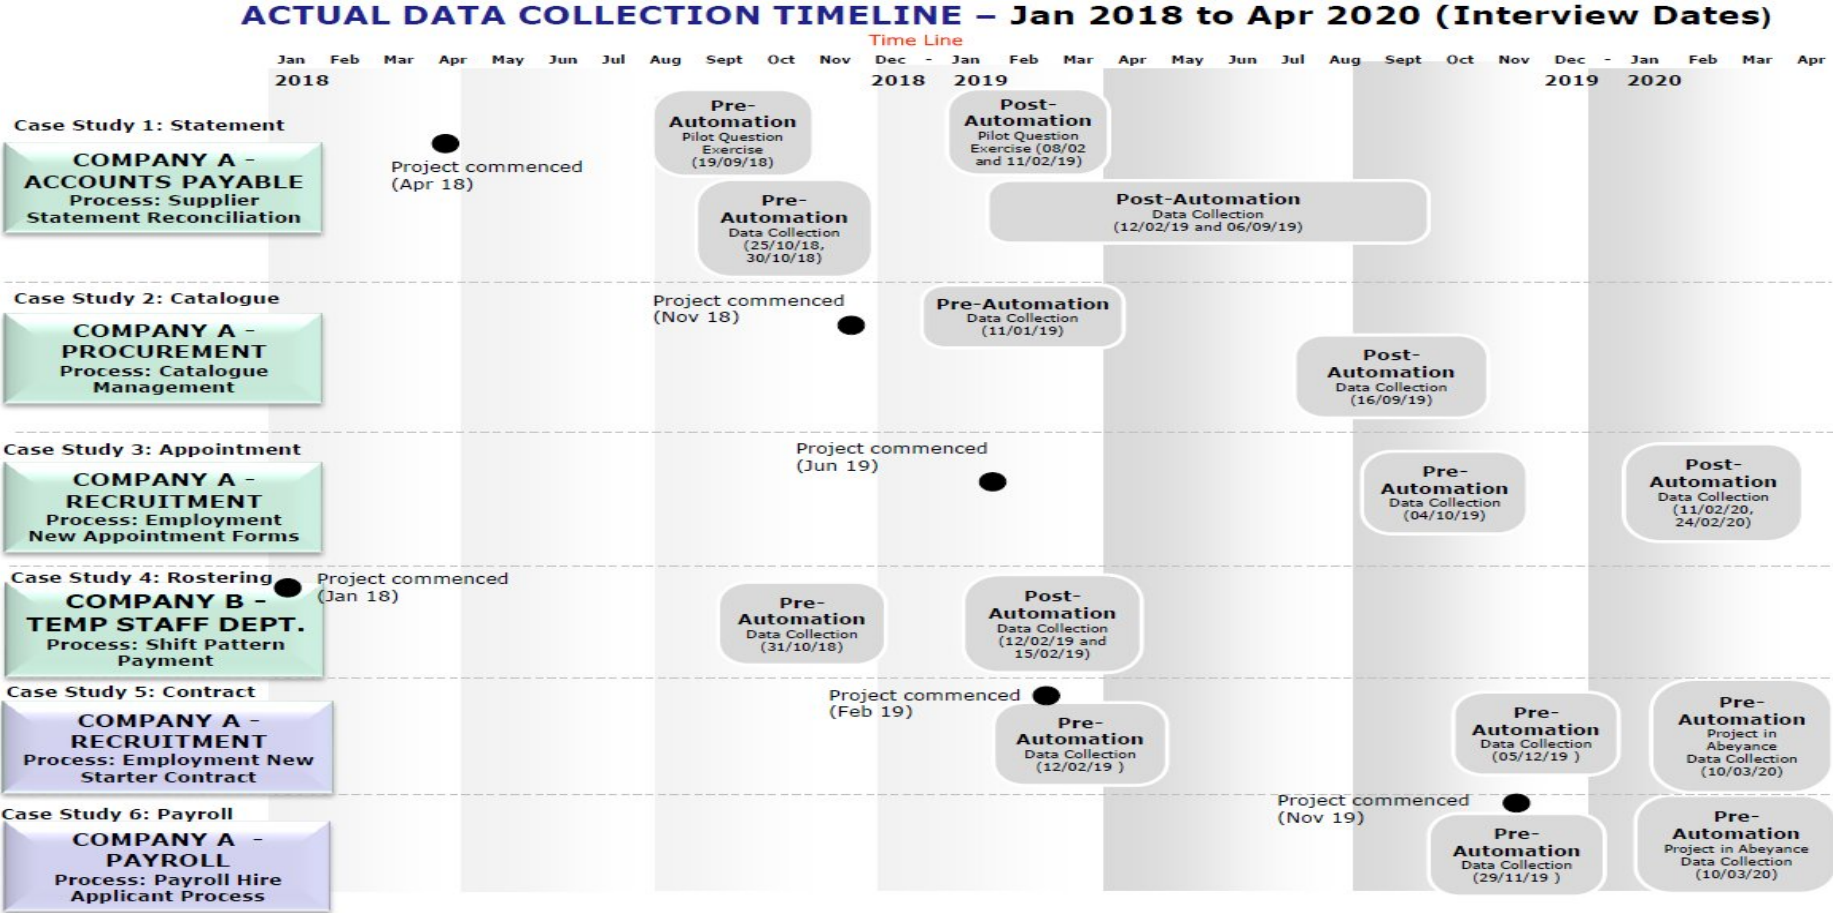 ACTUAL DATA COLLECTION TIMELINE – Jan 2018 to Apr 2020 (Interview Dates)
Time Line
Jan Feb Mar Apr May Jun Jul Aug Sept Oct Nov Dec - Jan Feb Mar Apr May Jun Jul Aug Sept Oct Nov Dec - Jan Feb Mar Apr
2018 2018 2019 2019 2020
Case Study 1: Statement
COMPANY A -
ACCOUNTS PAYABLE
Process: Supplier
Statement Reconciliation
Project commenced
(Apr 18)
Pre-
Automation
Pilot Question
Exercise
(19/09/18)
Pre-
Automation
Data Collection
(25/10/18,
30/10/18)
Post-
Automation
Pilot Question
Exercise (08/02
and 11/02/19)
Post-Automation
Data Collection
(12/02/19 and 06/09/19)
Case Study 2: Catalogue
COMPANY A -
PROCUREMENT
Process: Catalogue
Management
Project commenced
(Nov 18)
Pre-Automation
Data Collection
(11/01/19)
Post-
Automation
Data Collection
(16/09/19)
Case Study 3: Appointment
COMPANY A -
RECRUITMENT
Process: Employment
New Appointment Forms
Project commenced
(Jun 19)
Pre-
Automation
Data Collection
(04/10/19)
Post-
Automation
Data Collection
(11/02/20,
24/02/20)
Case Study 4: Rostering
COMPANY B -
TEMP STAFF DEPT.
Process: Shift Pattern
Payment
Project commenced
(Jan 18)
Pre-
Automation
Data Collection
(31/10/18)
Post-
Automation
Data Collection
(12/02/19 and
15/02/19)
Case Study 5: Contract
COMPANY A -
RECRUITMENT
Process: Employment New
Starter Contract
Project commenced
(Feb 19)
Pre-
Automation
Data Collection
(12/02/19 )
Pre-
Automation
Data Collection
(05/12/19 )
Pre-
Automation
Project in
Abeyance
Data Collection
(10/03/20)
Case Study 6: Payroll
COMPANY A -
PAYROLL
Process: Payroll Hire
Applicant Process
Project commenced
(Nov 19)
Pre-
Automation
Data Collection
(29/11/19 )
Pre-
Automation
Project in Abeyance
Data Collection
(10/03/20)